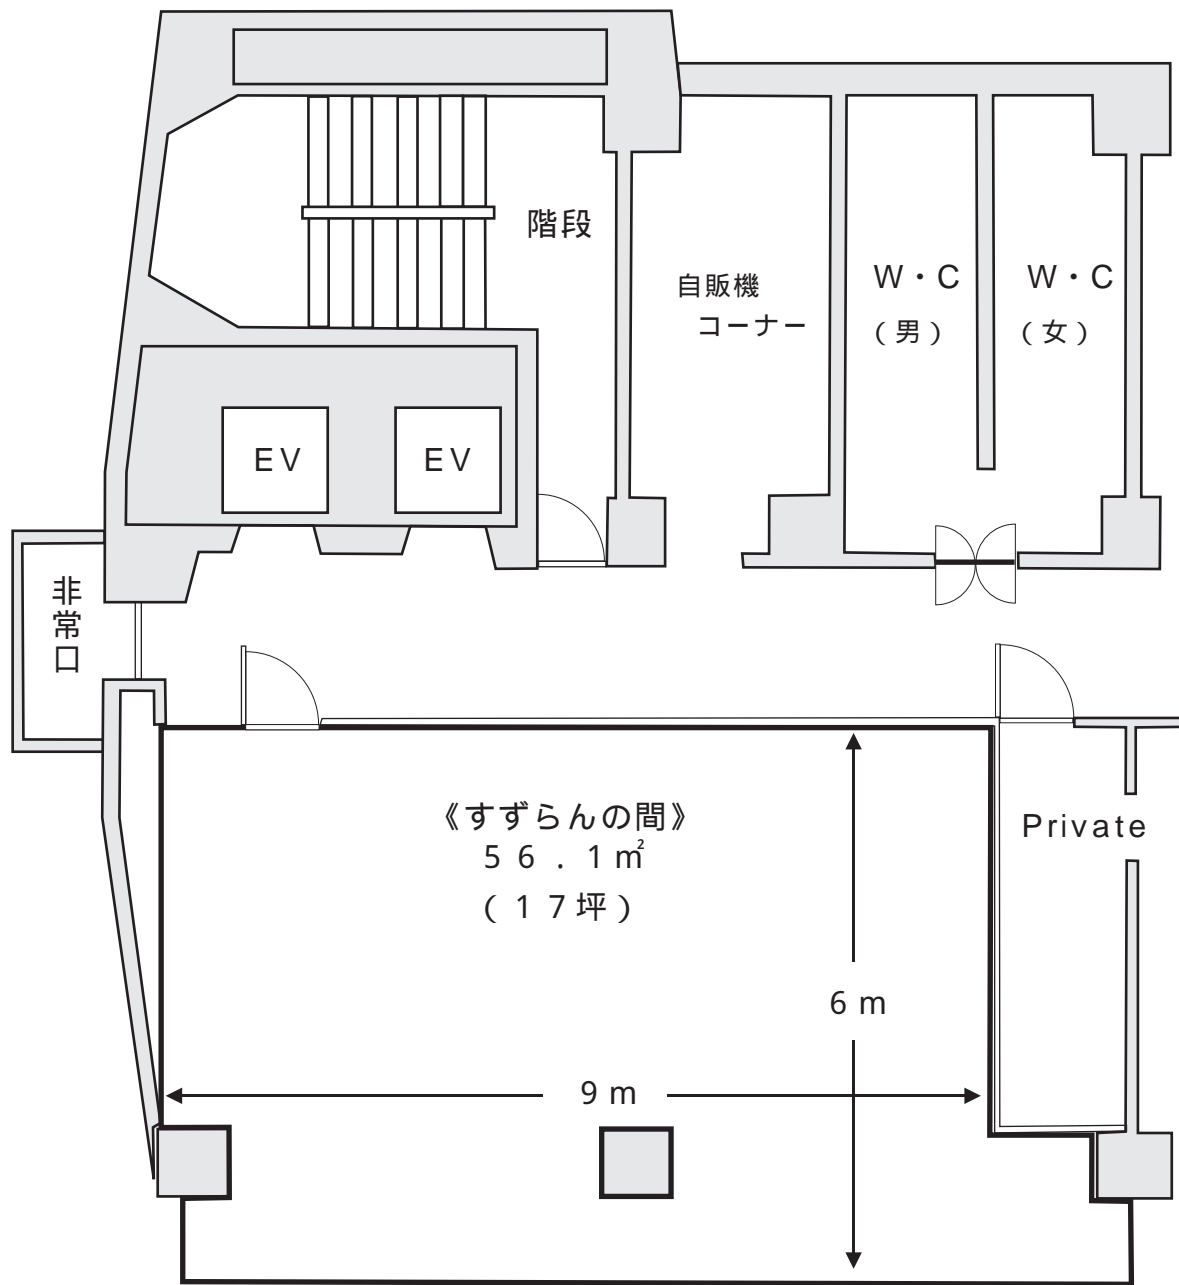 階段
自販機
コーナー
W・C
(男)
W・C
(女)
EV
EV
非常口
《すずらんの間》
56.1㎡
(17坪)
Private
6m
9m